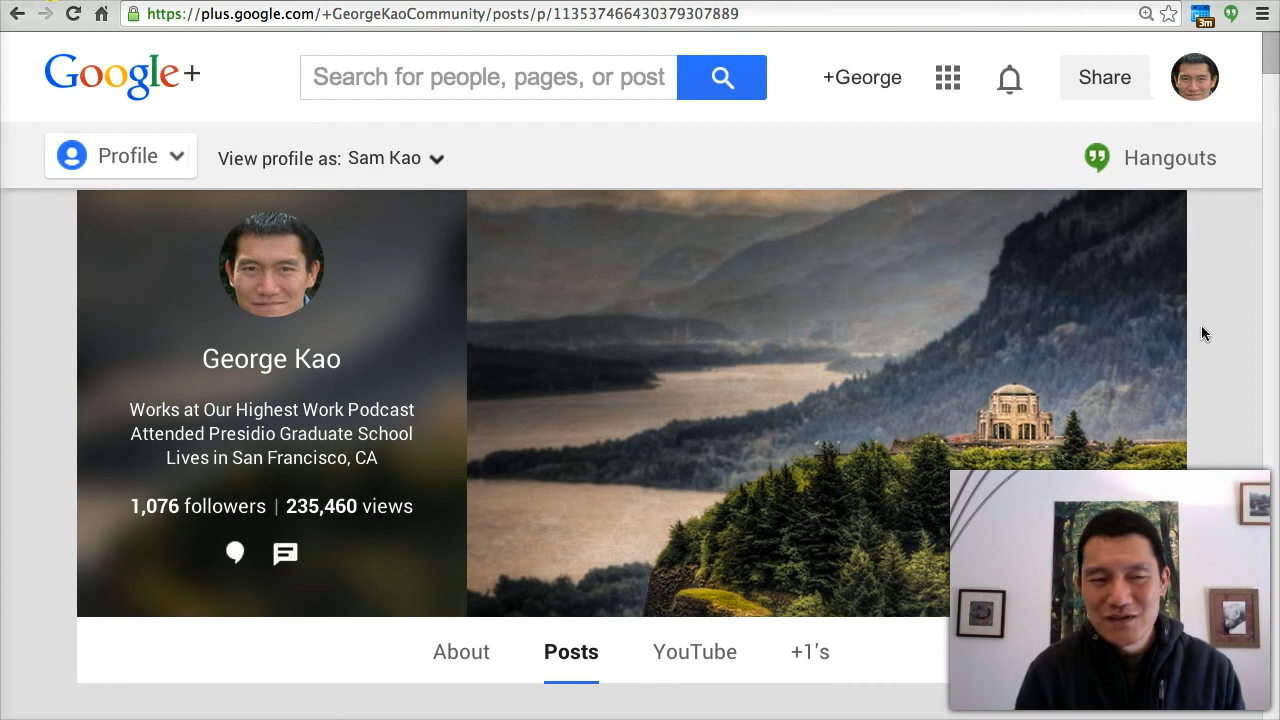 https://plus.google.com/+GeorgeKaoCommunity/posts/p/113537466430379307889
3m
Google+
Search for people, pages, or post
+George
Share
Profile
View profile as: Sam Kao
Hangouts
George Kao
Works at Our Highest Work Podcast
Attended Presidio Graduate School
Lives in San Francisco, CA
1,076 followers | 235,460 views
About
Posts
YouTube
+1's